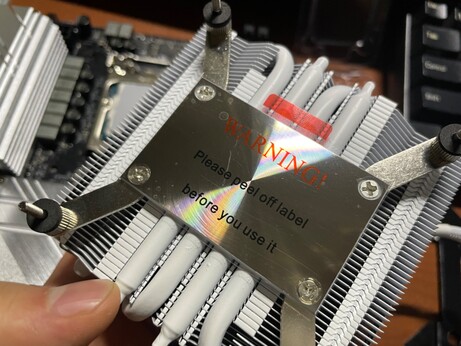 WARNING!
Please peel off label
before you use it